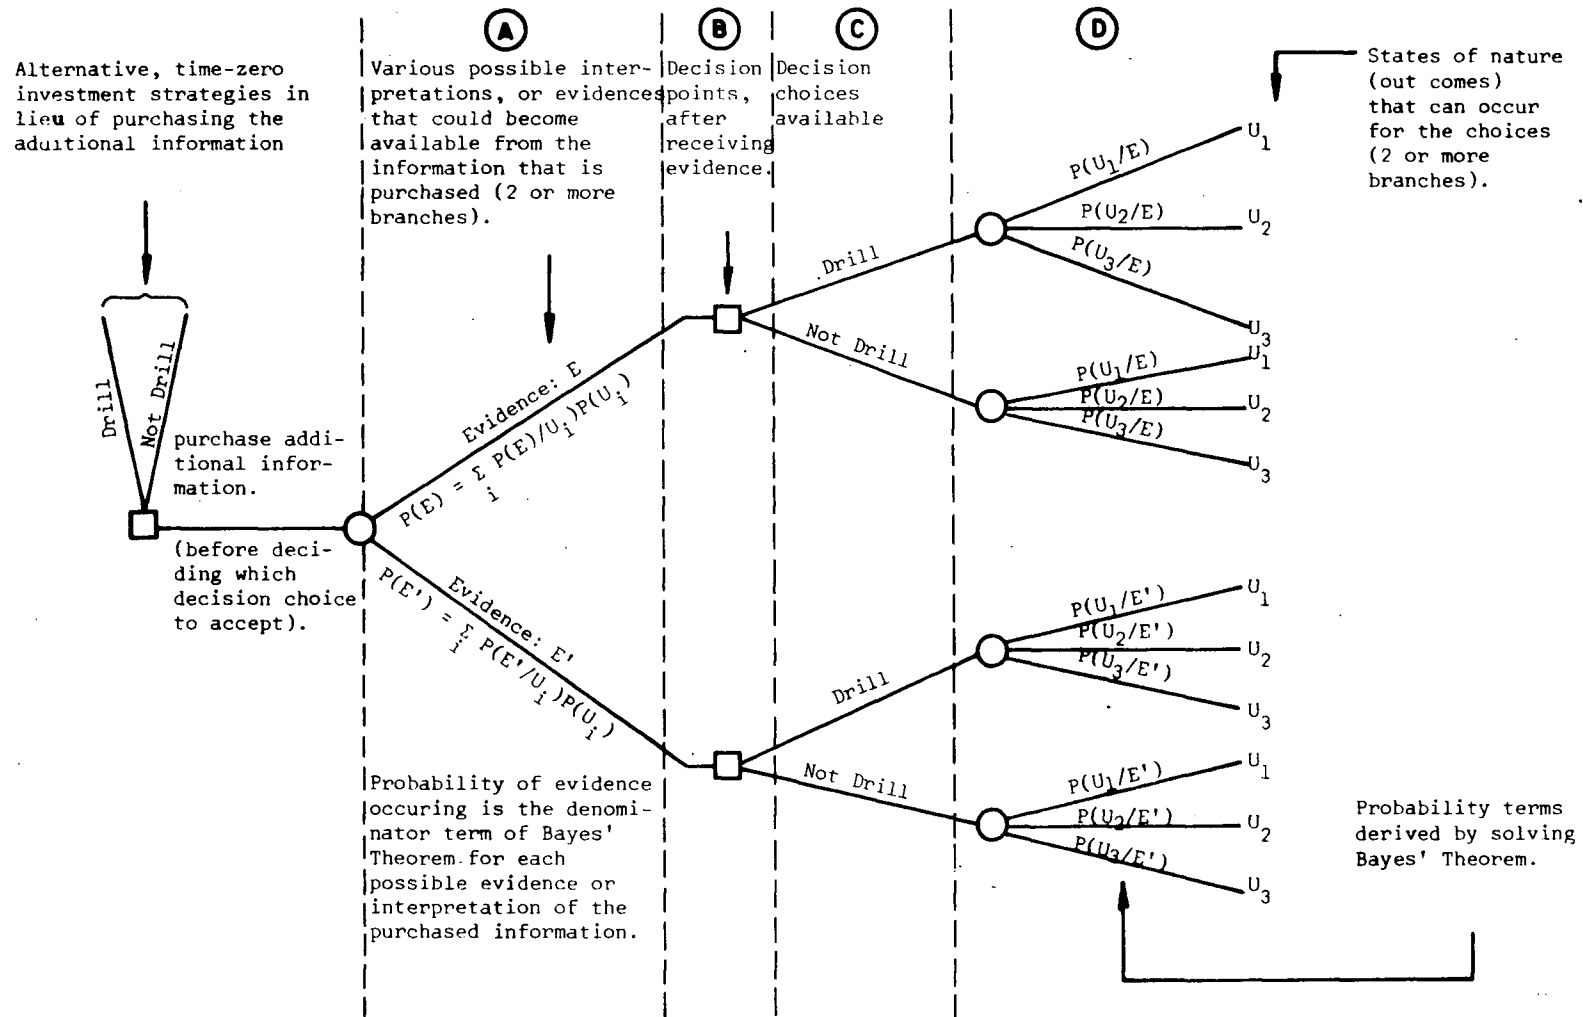 A
B
C
D
Alternative, time-zero
investment strategies in
lieu of purchasing the
additional information
Various possible inter-
pretations, or evidences
that could become
available from the
information that is
purchased (2 or more
branches).
Decision
points,
after
receiving
evidence.
Decision
choices
available
States of nature
(out comes)
that can occur
for the choices
(2 or more
branches).
Drill
Not Drill
purchase addi-
tional infor-
mation.
(before deci-
ding which
decision choice
to accept).
Evidence: E
P(E) = Σ P(E)/U_i)P(U_i)
i
Evidence: E'
P(E') = Σ P(E'/U_i)P(U_i)
i
Drill
Not Drill
P(U1/E)
U1
P(U2/E)
U2
P(U3/E)
U3
P(U1/E)
U1
P(U2/E)
U2
P(U3/E)
U3
Drill
Not Drill
P(U1/E')
U1
P(U2/E')
U2
P(U3/E')
U3
P(U1/E')
U1
P(U2/E')
U2
P(U3/E')
U3
Probability of evidence
occuring is the denomi-
nator term of Bayes'
Theorem for each
possible evidence or
interpretation of the
purchased information.
Probability terms
derived by solving
Bayes' Theorem.